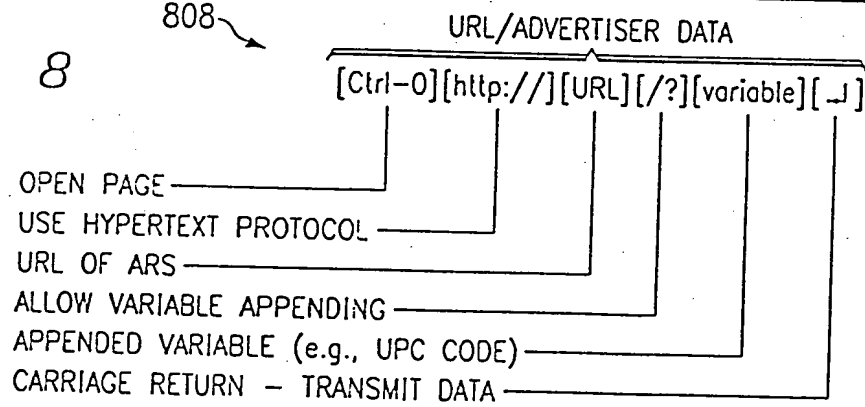 808
URL/ADVERTISER DATA
8
[Ctrl-O][http://][URL][/?][variable][↵]
OPEN PAGE
USE HYPERTEXT PROTOCOL
URL OF ARS
ALLOW VARIABLE APPENDING
APPENDED VARIABLE (e.g., UPC CODE)
CARRIAGE RETURN – TRANSMIT DATA